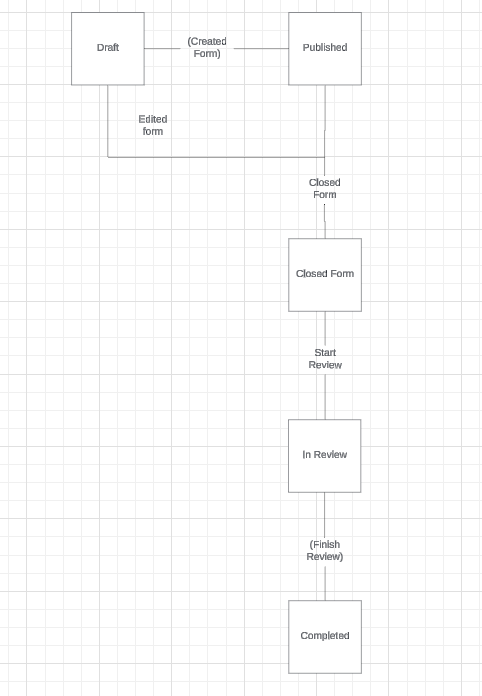 Draft
(Created
Form)
Published
Edited
form
Closed
Form
Closed Form
Start
Review
In Review
(Finish
Review)
Completed